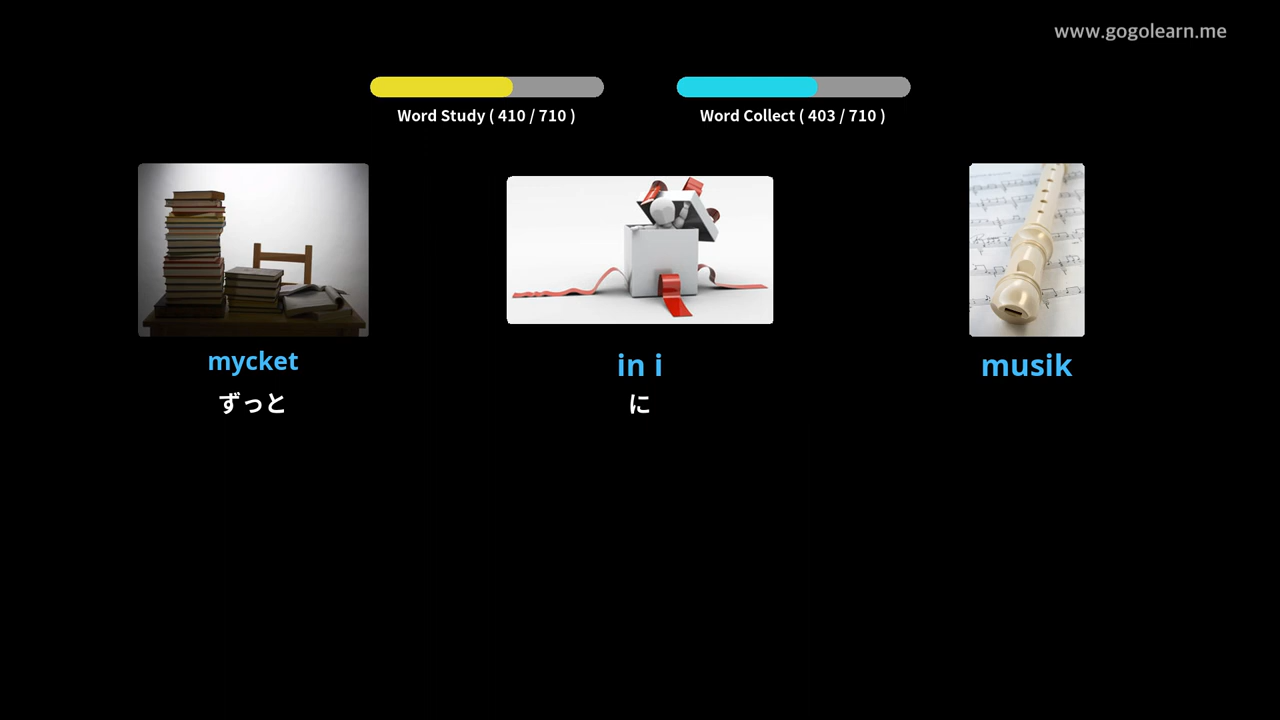 www.gogolearn.me
Word Study ( 410 / 710 )
Word Collect ( 403 / 710 )
mycket
ずっと
in i
に
musik